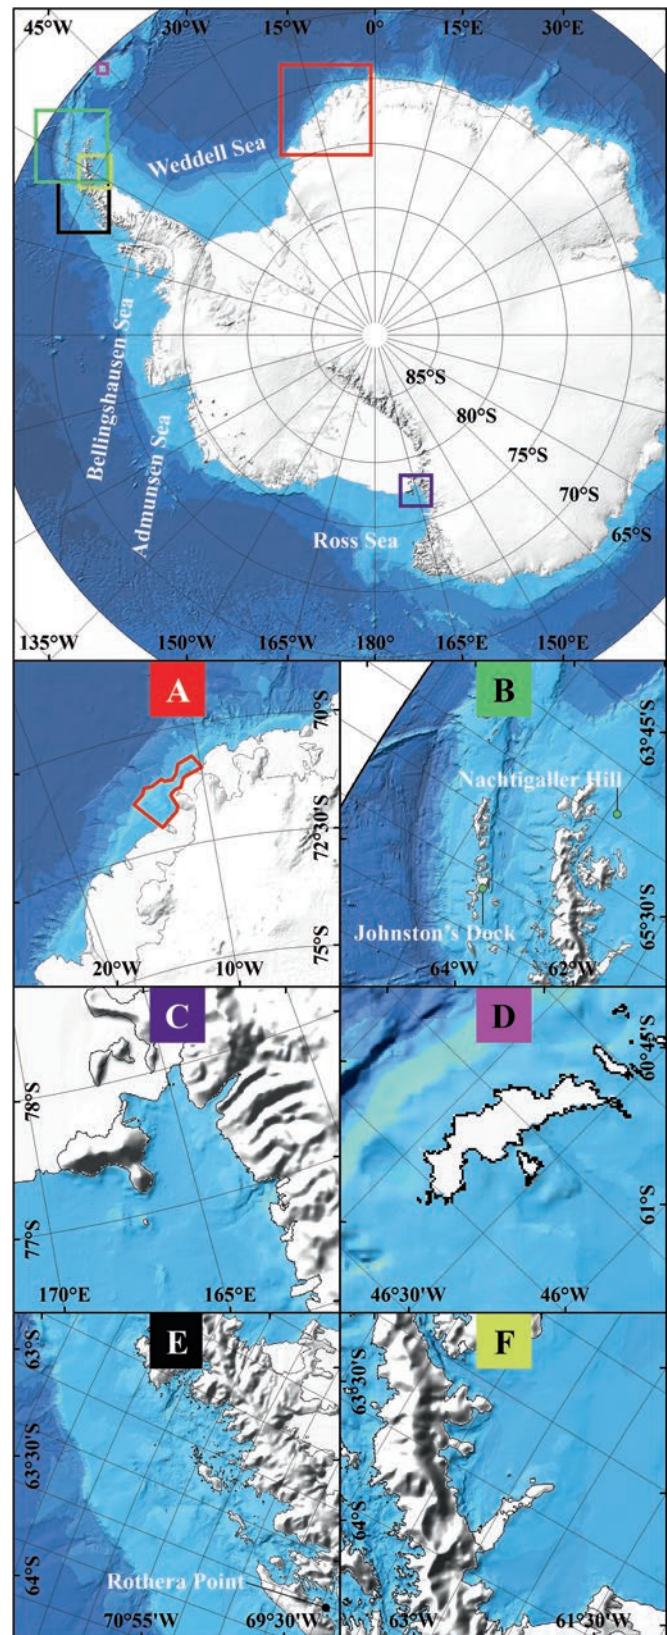 45°W 30°W 15°W 0° 15°E 30°E
Weddell Sea
Bellingshausen Sea
Admunsen Sea
Ross Sea
85°S
80°S
75°S
70°S
65°S
135°W 150°W 165°W 180° 165°E 150°E
A
70°S
72°30'S
75°S
20°W 10°W
B
Nachtigaller Hill
Johnston's Dock
63°45'S
65°30'S
64°W 62°W
C
78°S
77°S
170°E 165°E
D
60°45'S
61°S
46°30'W 46°W
E
63°S
63°30'S
64°S
Rothera Point
70°55'W 69°30'W
F
63°30'S
64°S
63°W 61°30'W